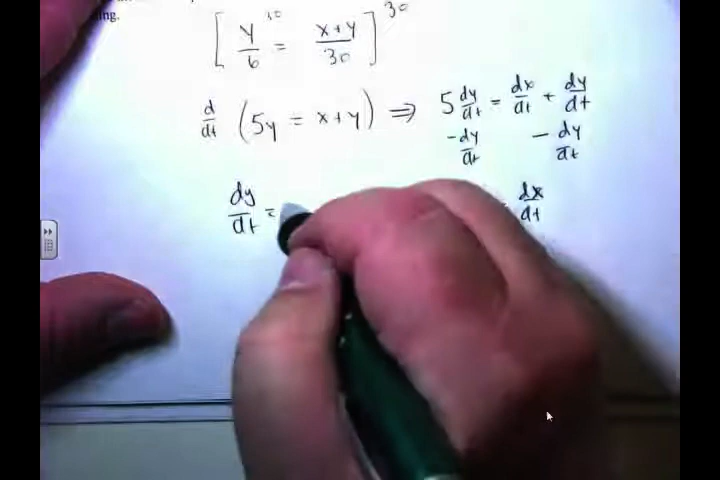 ing.
[ y/6 = x+y/30 ]^30
d/dt (5y = x+y) ⇒ 5 dy/dt = dx/dt + dy/dt
- dy/dt - dy/dt
dy/dt = = dx/dt